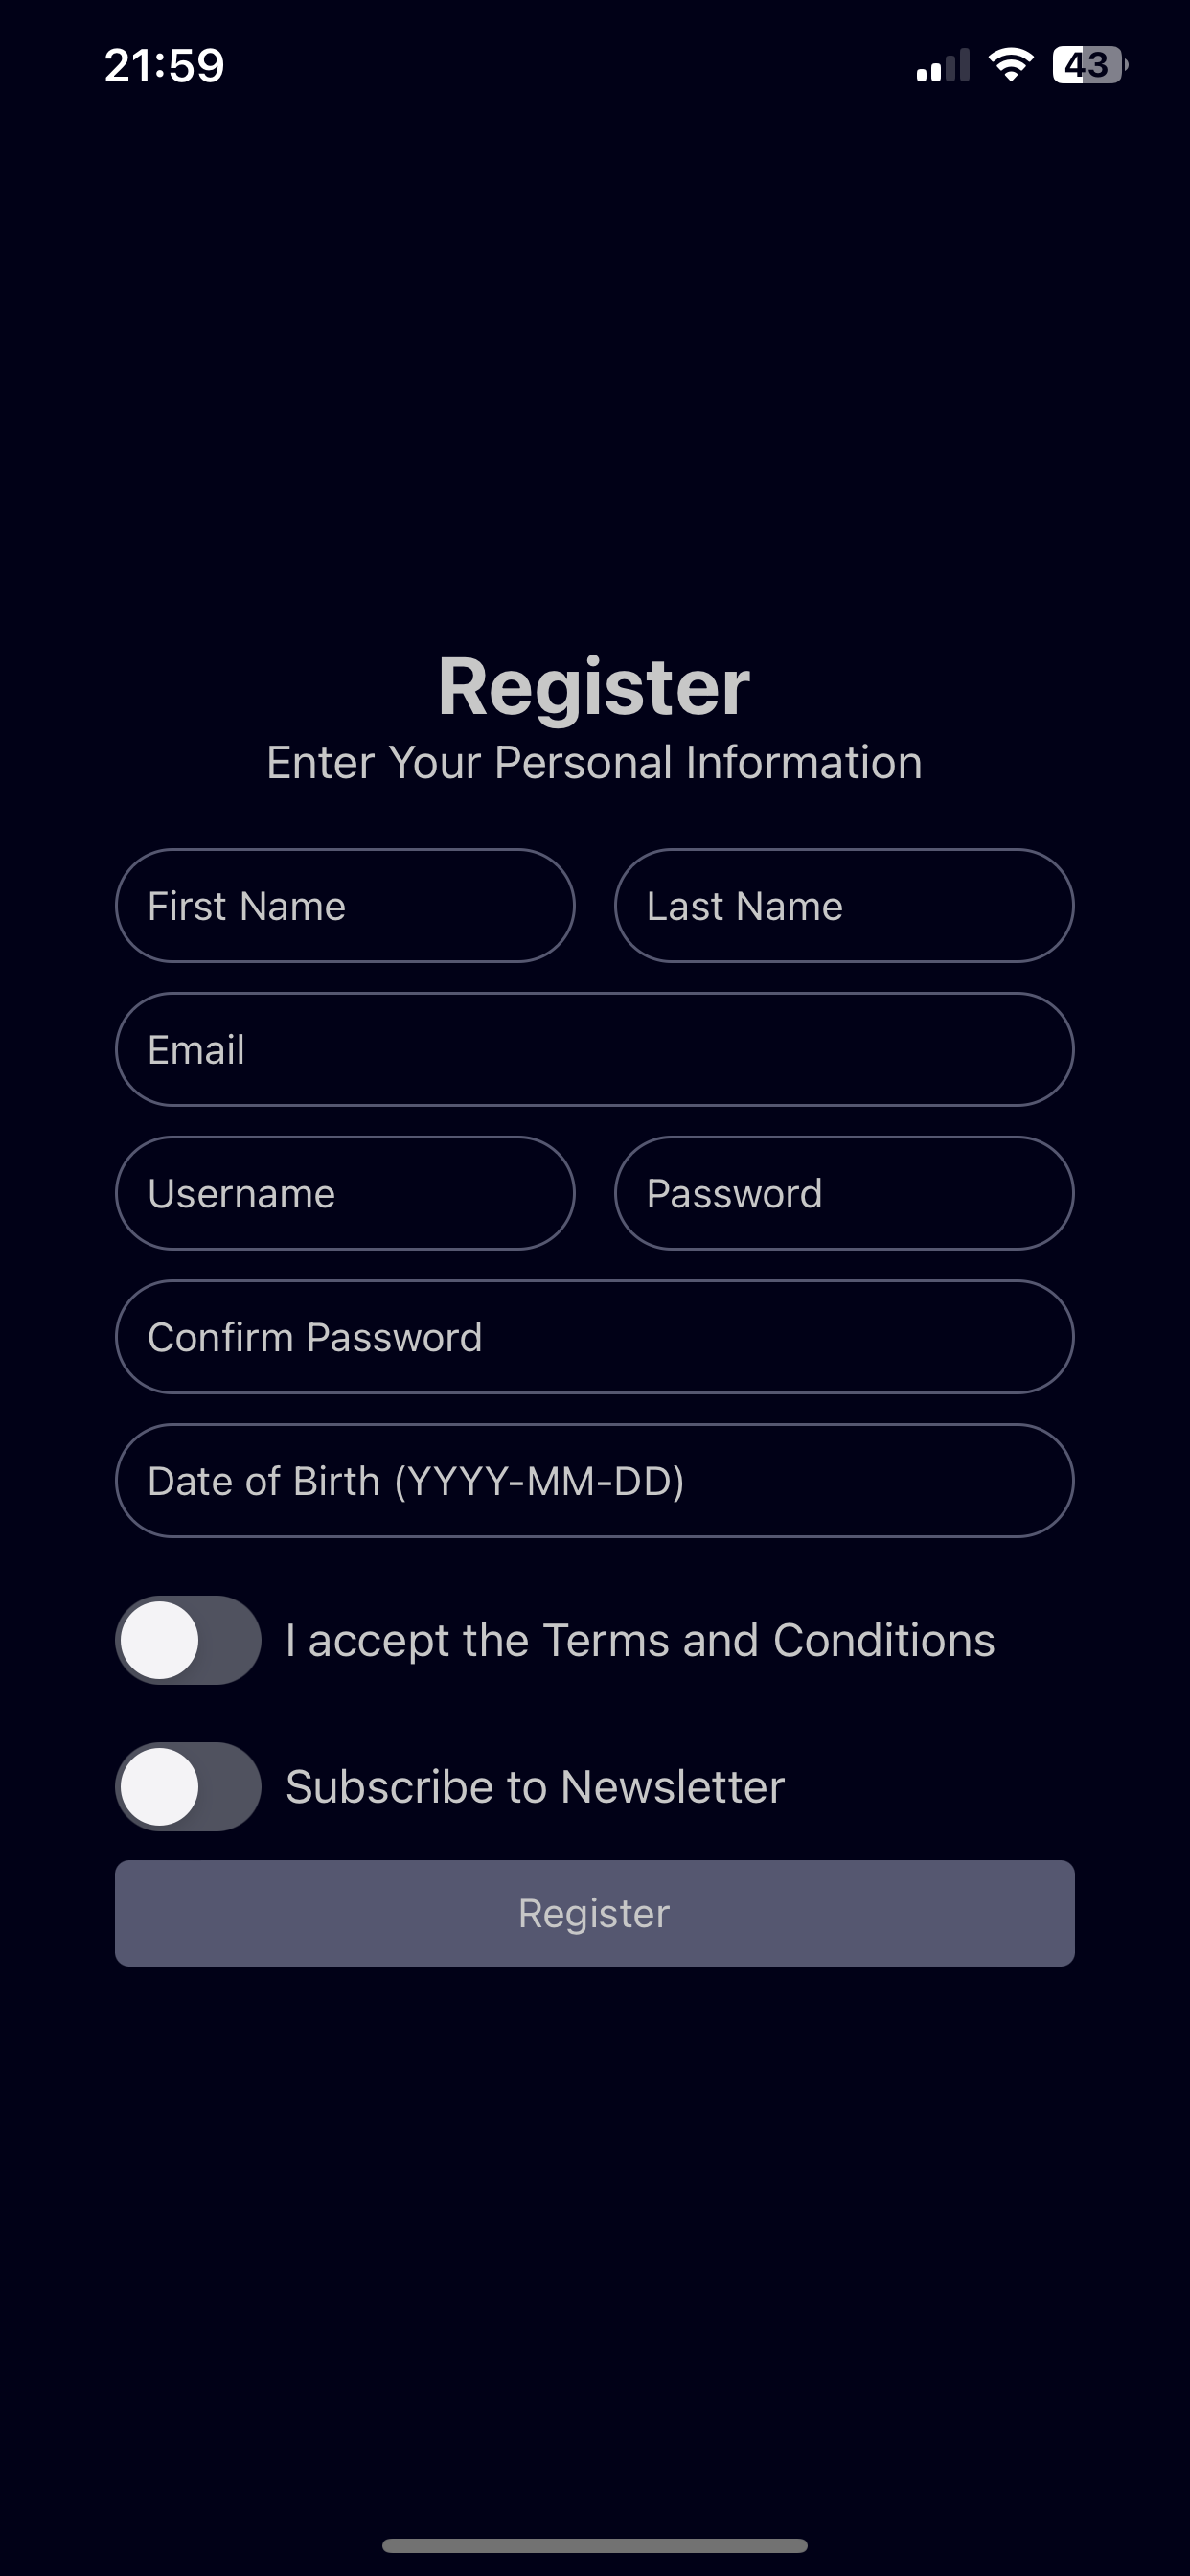 21:59 43
Register
Enter Your Personal Information
First Name Last Name
Email
Username Password
Confirm Password
Date of Birth (YYYY-MM-DD)
I accept the Terms and Conditions
Subscribe to Newsletter
Register